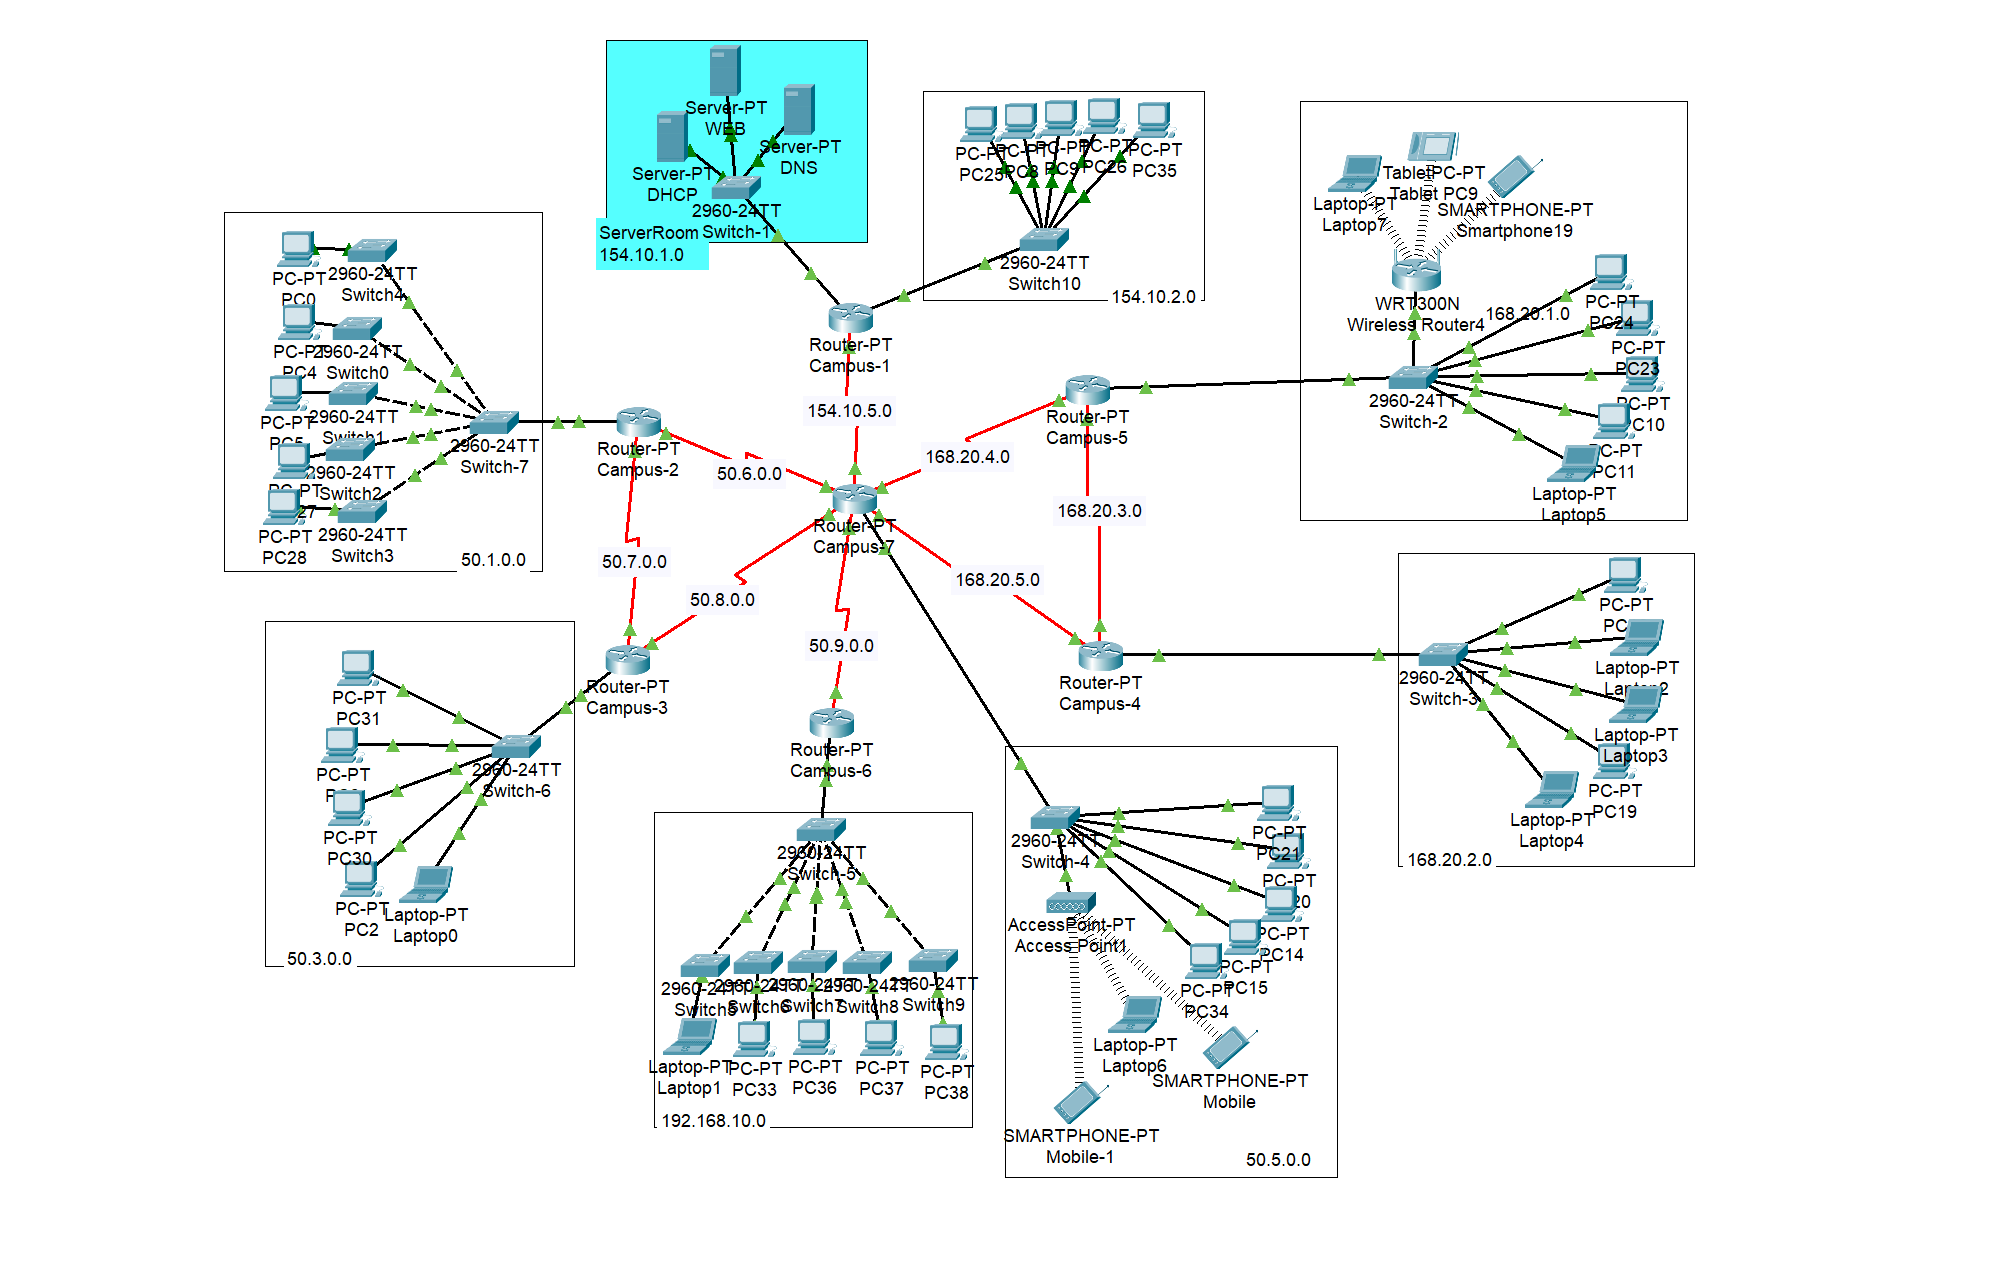 Server-PT
WEB
Server-PT
DNS
Server-PT
DHCP
2960-24TT
Switch-1
ServerRoom
154.10.1.0
PC-PT
PC25
PC-PT
PC8
PC-PT
PC9
PC-PT
PC26
PC-PT
PC35
2960-24TT
Switch10
154.10.2.0
TabletPC-PT
Tablet PC9
Laptop-PT
Laptop7
SMARTPHONE-PT
Smartphone19
WRT300N
Wireless Router4
168.20.1.0
PC-PT
PC24
PC-PT
PC23
PC-PT
PC10
PC-PT
PC11
Laptop-PT
Laptop5
2960-24TT
Switch-2
PC-PT
PC0
2960-24TT
Switch4
PC-PT
PC4
2960-24TT
Switch0
PC-PT
PC5
2960-24TT
Switch1
PC-PT
27
2960-24TT
Switch2
PC-PT
PC28
2960-24TT
Switch3
2960-24TT
Switch-7
50.1.0.0
Router-PT
Campus-1
154.10.5.0
Router-PT
Campus-2
50.6.0.0
Router-PT
Campus-5
168.20.4.0
168.20.3.0
Router-PT
Campus-7
50.7.0.0
50.8.0.0
50.9.0.0
168.20.5.0
Router-PT
Campus-3
Router-PT
Campus-4
Router-PT
Campus-6
PC-PT
Laptop-PT
Laptop2
Laptop-PT
Laptop3
PC-PT
PC19
Laptop-PT
Laptop4
2960-24TT
Switch-3
168.20.2.0
PC-PT
PC31
PC-PT
PC-PT
PC30
PC-PT
PC2
Laptop-PT
Laptop0
2960-24TT
Switch-6
50.3.0.0
2960-24TT
Switch-5
2960-24TT
Switch5
2960-24TT
Switch6
2960-24TT
Switch7
2960-24TT
Switch8
2960-24TT
Switch9
Laptop-PT
Laptop1
PC-PT
PC33
PC-PT
PC36
PC-PT
PC37
PC-PT
PC38
192.168.10.0
2960-24TT
Switch-4
PC-PT
PC21
PC-PT
20
PC-PT
PC14
PC-PT
PC15
PC-PT
PC34
AccessPoint-PT
Access Point1
Laptop-PT
Laptop6
SMARTPHONE-PT
Mobile
SMARTPHONE-PT
Mobile-1
50.5.0.0